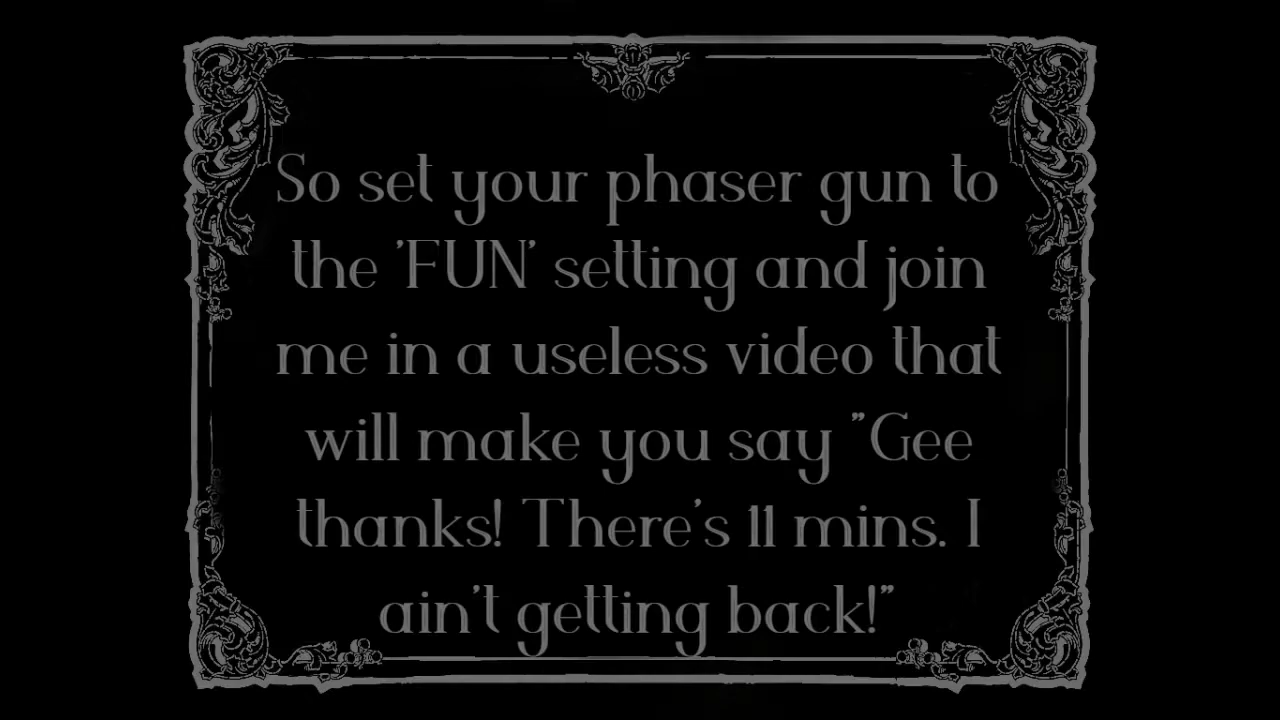 So set your phaser gun to
the 'FUN' setting and join
me in a useless video that
will make you say "Gee
thanks! There's 11 mins. I
ain't getting back!"